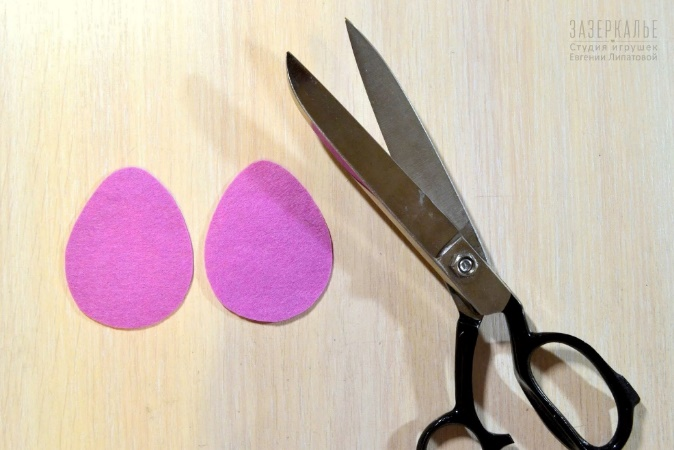 ЗАЗЕРКАЛЬЕ
Студия игрушек
Евгении Липатовой